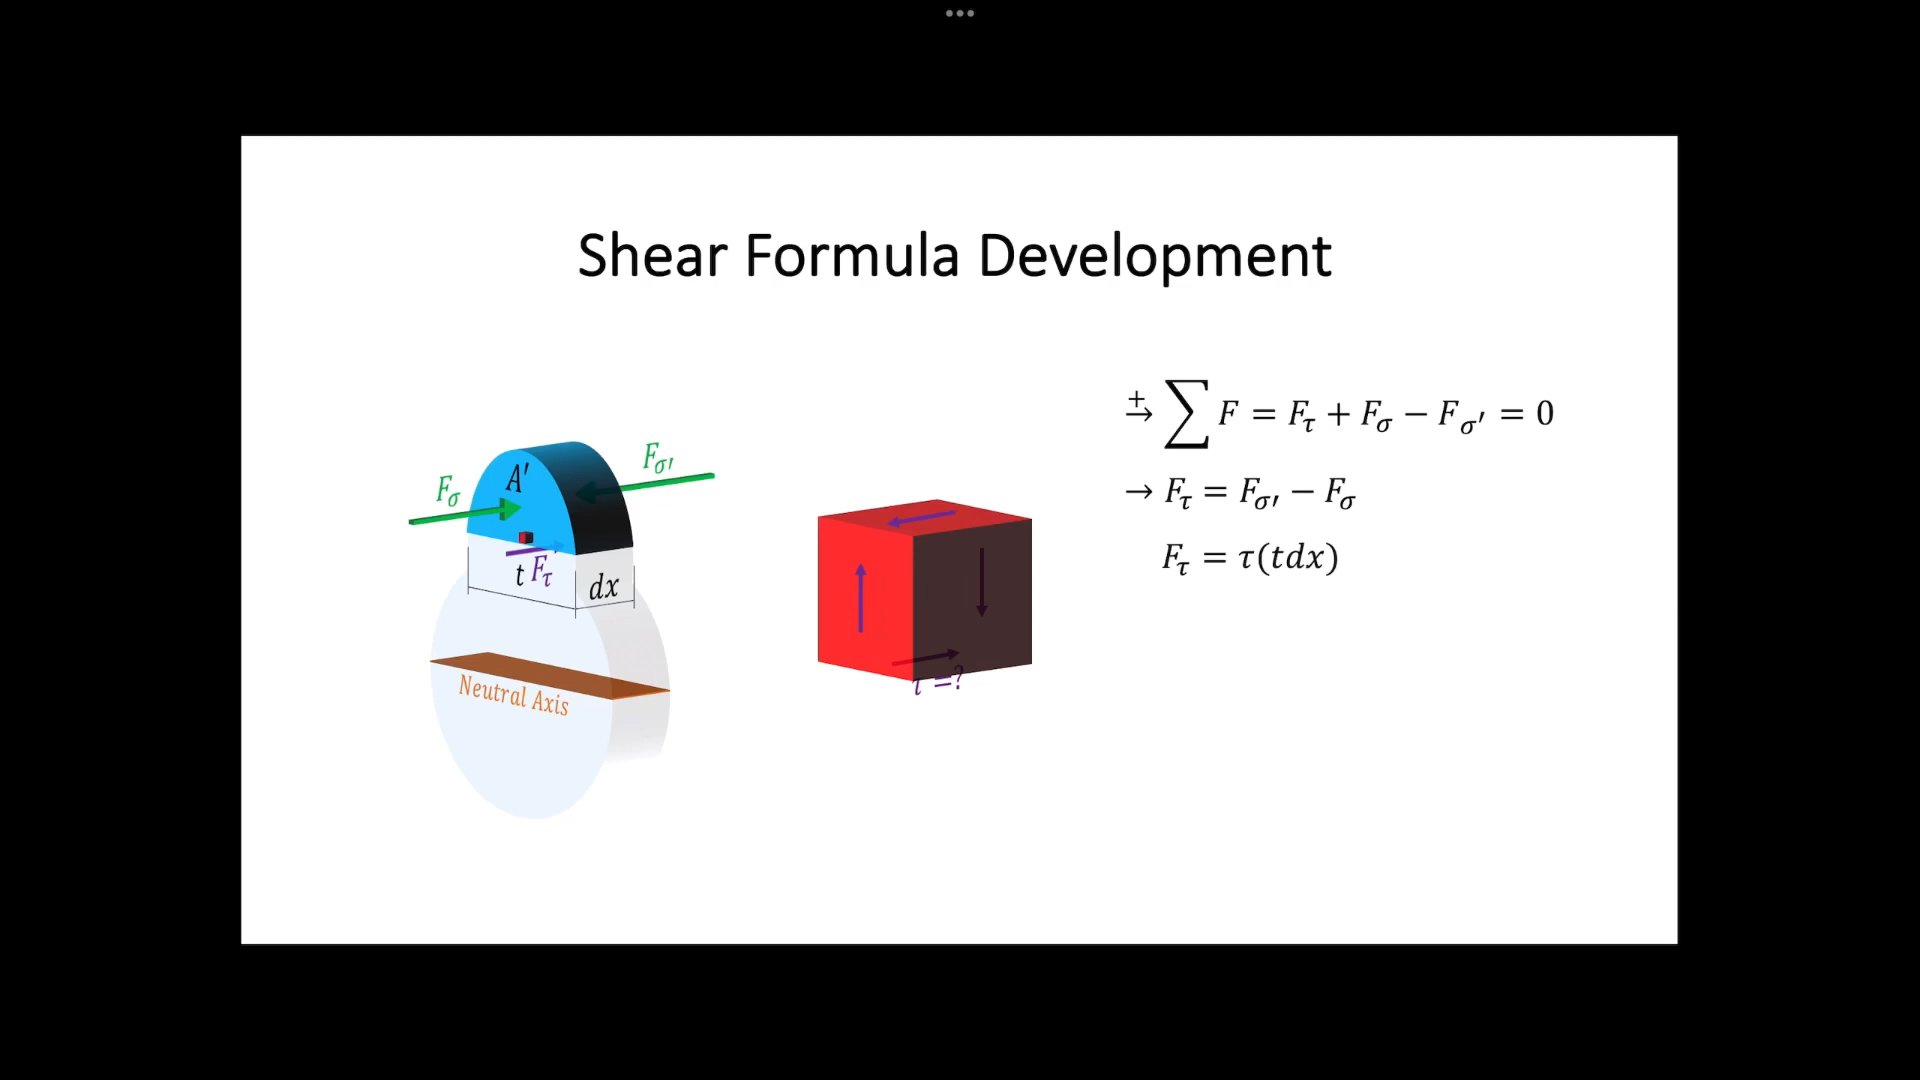 Shear Formula Development
→⁺ ∑ F = F_τ + F_σ − F_σ′ = 0
→ F_τ = F_σ′ − F_σ
F_τ = τ(tdx)
F_σ′
A′
F_σ
t F_τ
dx
τ =?
Neutral Axis